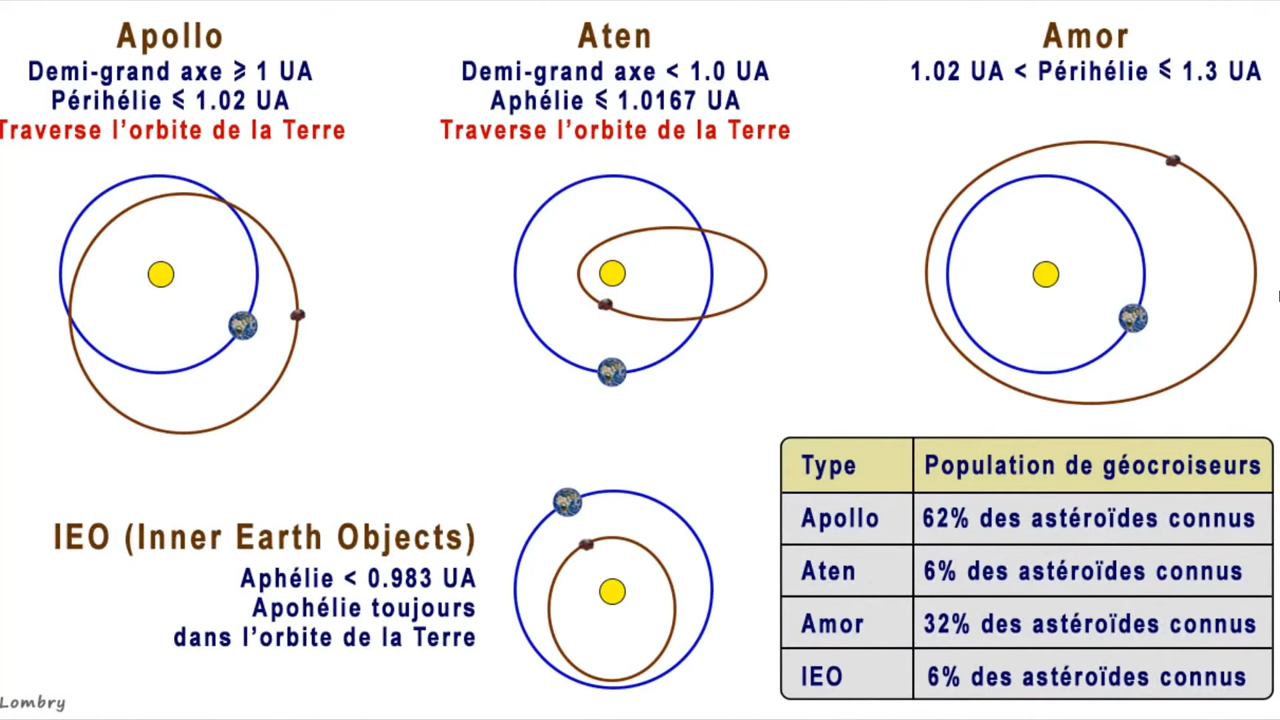 Apollo
Demi-grand axe ⩾ 1 UA
Périhélie ⩽ 1.02 UA
Traverse l'orbite de la Terre
Aten
Demi-grand axe < 1.0 UA
Aphélie ⩽ 1.0167 UA
Traverse l'orbite de la Terre
Amor
1.02 UA < Périhélie ⩽ 1.3 UA
IEO (Inner Earth Objects)
Aphélie < 0.983 UA
Apohélie toujours
dans l'orbite de la Terre
Type Population de géocroiseurs
Apollo 62% des astéroïdes connus
Aten 6% des astéroïdes connus
Amor 32% des astéroïdes connus
IEO 6% des astéroïdes connus
Lombry